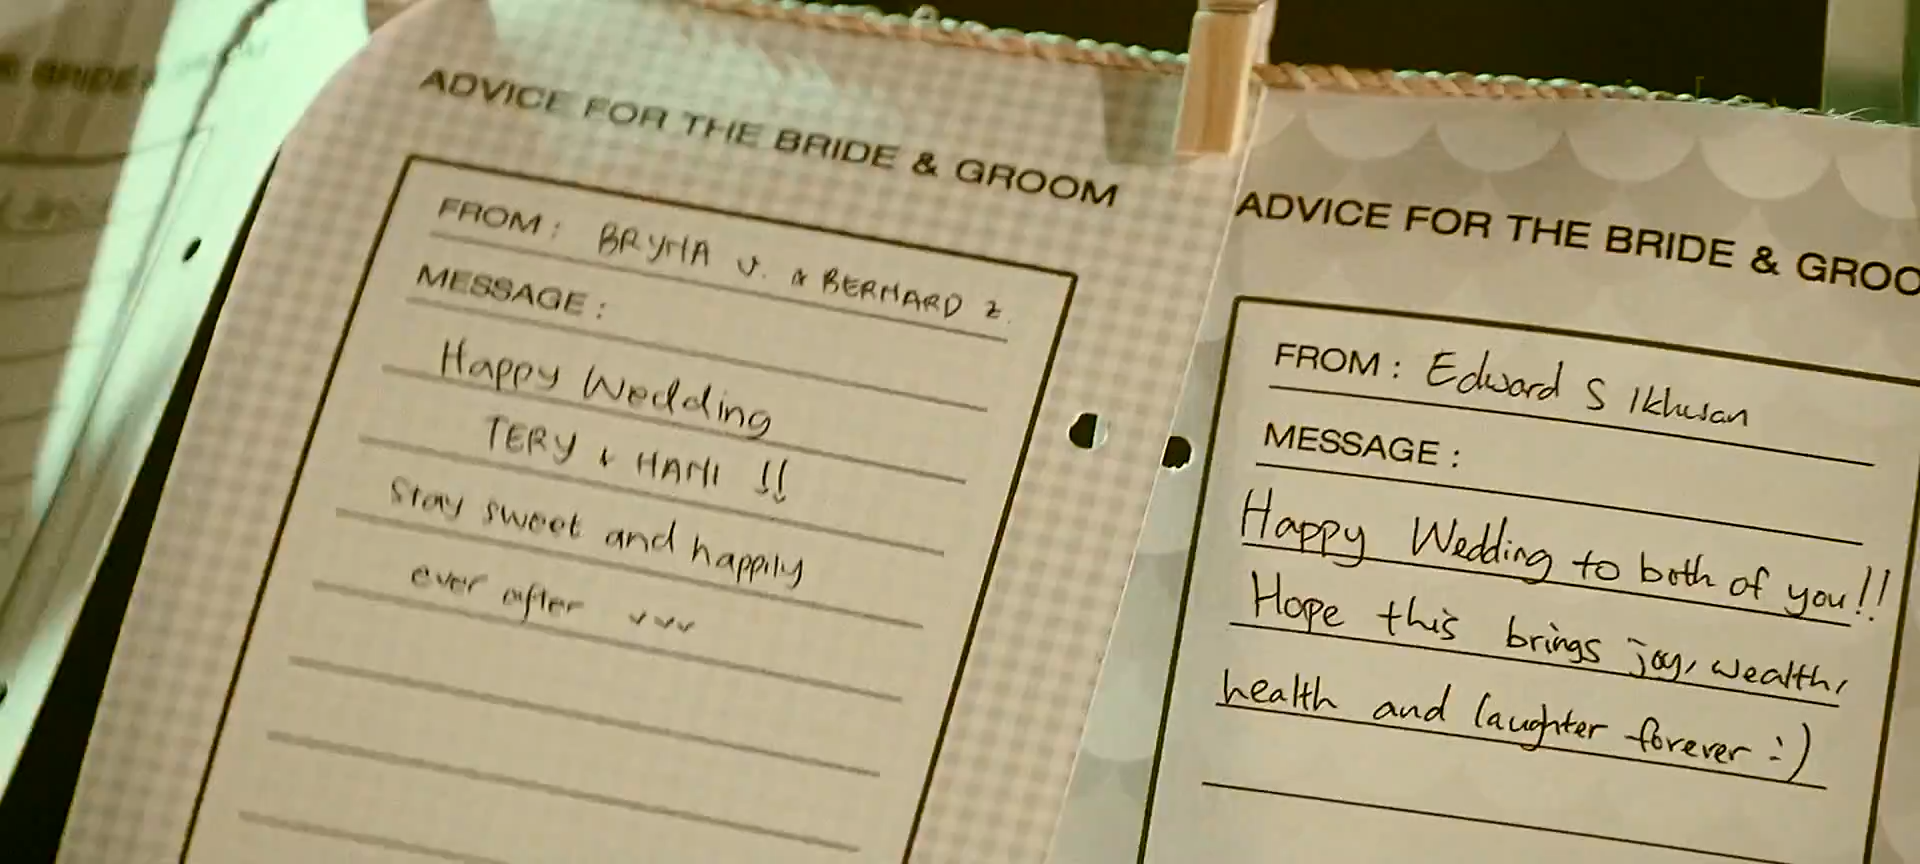 ADVICE FOR THE BRIDE & GROOM
FROM : BRYNA V. & BERNARD Z.
MESSAGE :
Happy Wedding
TERY & HANI !!
Stay sweet and happily
ever after vvv
ADVICE FOR THE BRIDE & GROO
FROM : Edward S Ikhwan
MESSAGE :
Happy Wedding to both of you!!
Hope this brings joy, wealth,
health and laughter forever :)